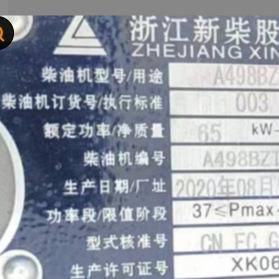 浙江新柴股
ZHEJIANG XIN
柴油机型号/用途 A498BZ
柴油机订货号/执行标准 003
额定功率/净质量 65 kW
柴油机编号 A498BZ
生产日期/厂址 2020年08月
功率段/限值阶段 37≤Pmax
型式核准号 CN FC G
生产许可证号 XK06